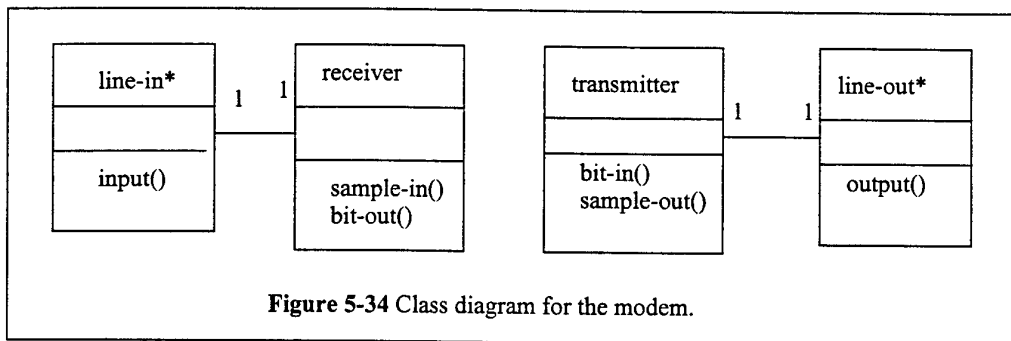 line-in*
input()
1
1
receiver
sample-in()
bit-out()
transmitter
bit-in()
sample-out()
1
1
line-out*
output()
Figure 5-34 Class diagram for the modem.